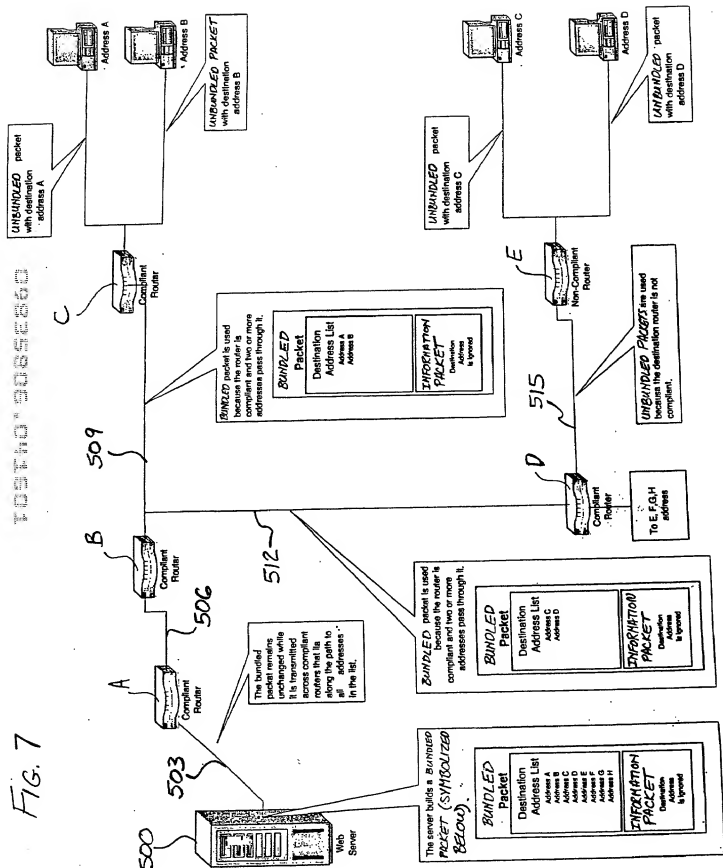 FIG. 7
500
Web
Server
503
The server builds a BUNDLED
PACKET (SYMBOLIZED
BELOW).
BUNDLED
Packet
Destination
Address List
Address A
Address B
Address C
Address D
Address E
Address F
Address G
Address H
INFORMATION
PACKET
Destination
Address
is Ignored
A
Compliant
Router
The bundled
packet remains
unchanged while
it is transmitted
across compliant
routers that lie
along the path to
all addresses
in the list.
506
B
Compliant
Router
509
BUNDLED packet is used
because the router is
compliant and two or more
addresses pass through it.
BUNDLED
Packet
Destination
Address List
Address A
Address B
INFORMATION
PACKET
Destination
Address
is Ignored
512
BUNDLED packet is used
because the router is
compliant and two or more
addresses pass through it.
BUNDLED
Packet
Destination
Address List
Address C
Address D
INFORMATION
PACKET
Destination
Address
is Ignored
C
Compliant
Router
UNBUNDLED packet
with destination
address A
Address A
Address B
UNBUNDLED PACKET
with destination
address B
D
Compliant
Router
To E, F,G,H
address
515
UNBUNDLED PACKETS are used
because the destination router is not
compliant.
E
Non-Compliant
Router
UNBUNDLED packet
with destination
address C
Address C
Address D
UNBUNDLED packet
with destination
address D